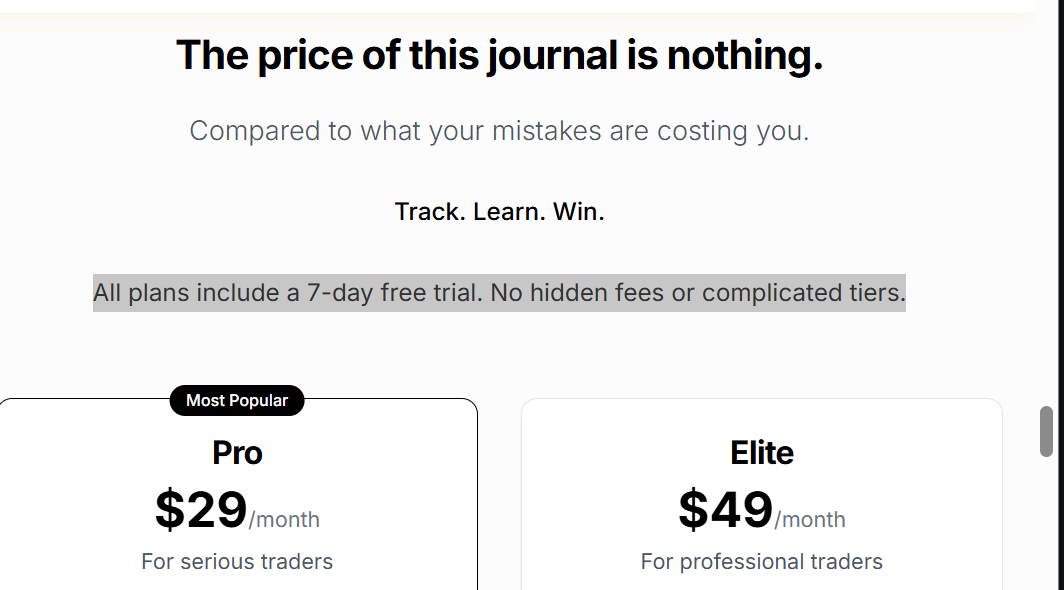 The price of this journal is nothing.
Compared to what your mistakes are costing you.
Track. Learn. Win.
All plans include a 7-day free trial. No hidden fees or complicated tiers.
Most Popular
Pro
$29/month
For serious traders
Elite
$49/month
For professional traders